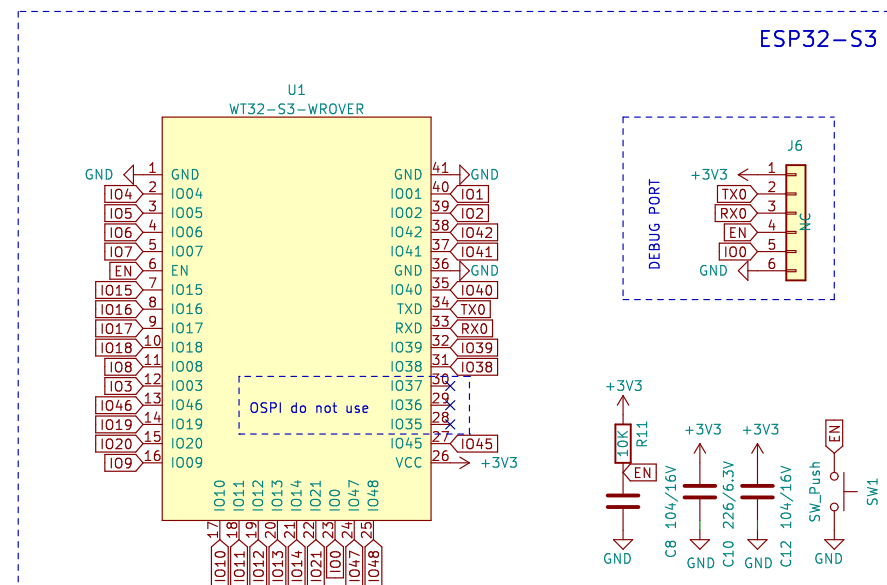 ESP32-S3
U1
WT32-S3-WROVER
GND 1 GND
IO4 2 IO04
IO5 3 IO05
IO6 4 IO06
IO7 5 IO07
EN 6 EN
IO15 7 IO15
IO16 8 IO16
IO17 9 IO17
IO18 10 IO18
IO8 11 IO08
IO3 12 IO03
IO46 13 IO46
IO19 14 IO19
IO20 15 IO20
IO9 16 IO09
GND 41 GND
IO01 40 IO1
IO02 39 IO2
IO42 38 IO42
IO41 37 IO41
GND 36 GND
IO40 35 IO40
TXD 34 TX0
RXD 33 RX0
IO39 32 IO39
IO38 31 IO38
IO37 30
IO36 29
IO35 28
IO45 27 IO45
VCC 26 +3V3
OSPI do not use
IO10 17 IO10
IO11 18 IO11
IO12 19 IO12
IO13 20 IO13
IO14 21 IO14
IO21 22 IO21
IO0 23 IO0
IO47 24 IO47
IO48 25 IO48
DEBUG PORT
J6
+3V3 1
TX0 2
RX0 3
EN 4
IO0 5
GND 6
NC
+3V3
10K
R11
EN
GND
C8 104/16V
+3V3
GND
C10 226/6.3V
+3V3
GND
C12 104/16V
EN
SW_Push
SW1
GND